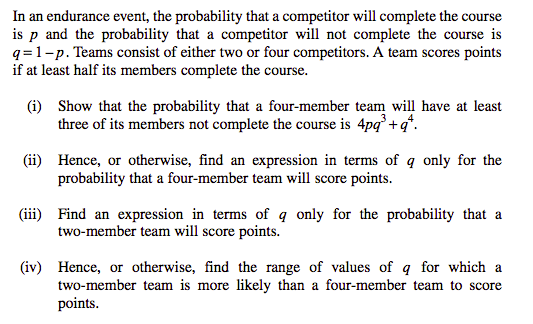 In an endurance event, the probability that a competitor will complete the course
is p and the probability that a competitor will not complete the course is
q=1−p. Teams consist of either two or four competitors. A team scores points
if at least half its members complete the course.
(i) Show that the probability that a four-member team will have at least
three of its members not complete the course is 4pq³+q⁴.
(ii) Hence, or otherwise, find an expression in terms of q only for the
probability that a four-member team will score points.
(iii) Find an expression in terms of q only for the probability that a
two-member team will score points.
(iv) Hence, or otherwise, find the range of values of q for which a
two-member team is more likely than a four-member team to score
points.